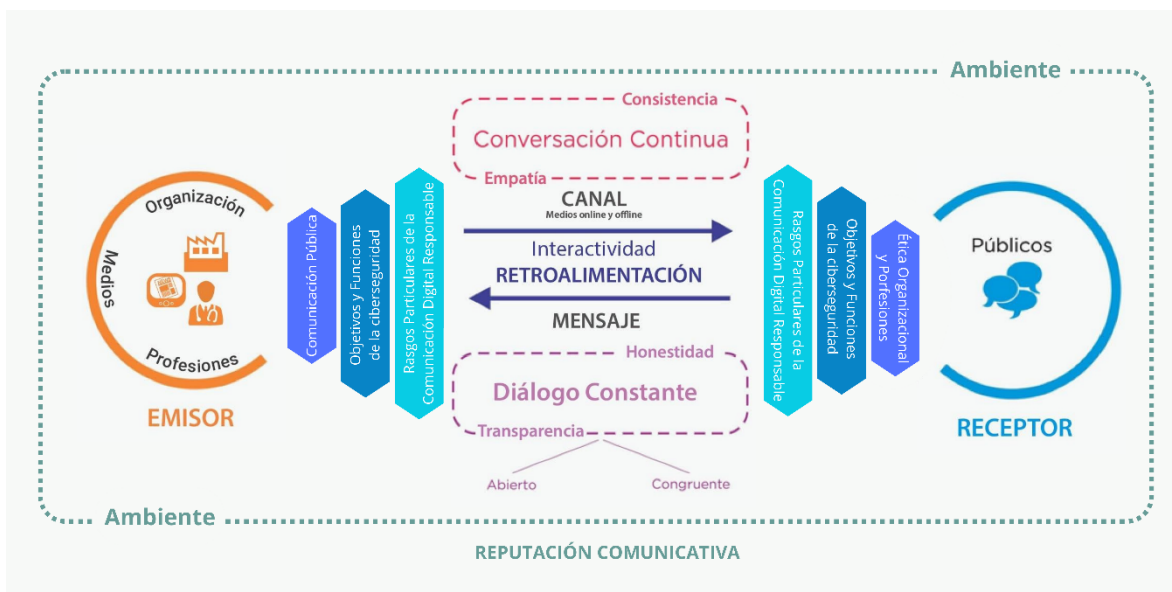 Ambiente
Consistencia
Conversación Continua
Empatía
Organización
Medios
Profesiones
EMISOR
Comunicación Pública
Objetivos y Funciones
de la ciberseguridad
Rasgos Particulares de la
Comunicación Digital Responsable
CANAL
Medios online y offline
Interactividad
RETROALIMENTACIÓN
MENSAJE
Honestidad
Diálogo Constante
Transparencia
Abierto
Congruente
Rasgos Particulares de la
Comunicación Digital Responsable
Objetivos y Funciones
de la ciberseguridad
Ética Organizacional
y Porfesiones
Públicos
RECEPTOR
Ambiente
REPUTACIÓN COMUNICATIVA